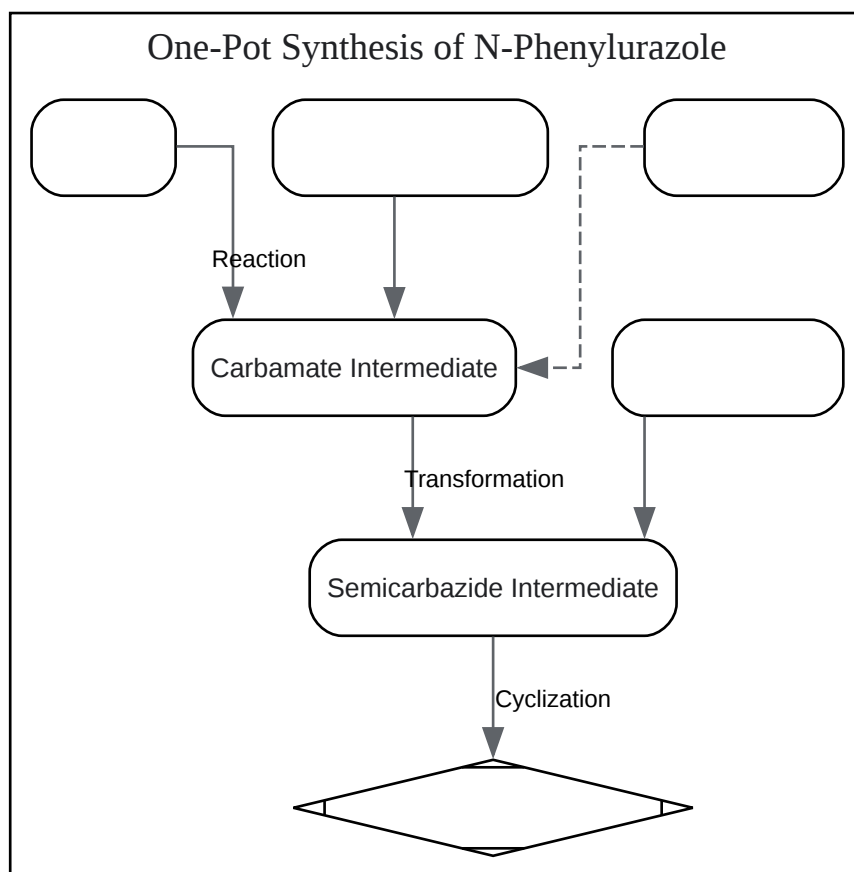 One-Pot Synthesis of N-Phenylurazole
Reaction
Carbamate Intermediate
Transformation
Semicarbazide Intermediate
Cyclization